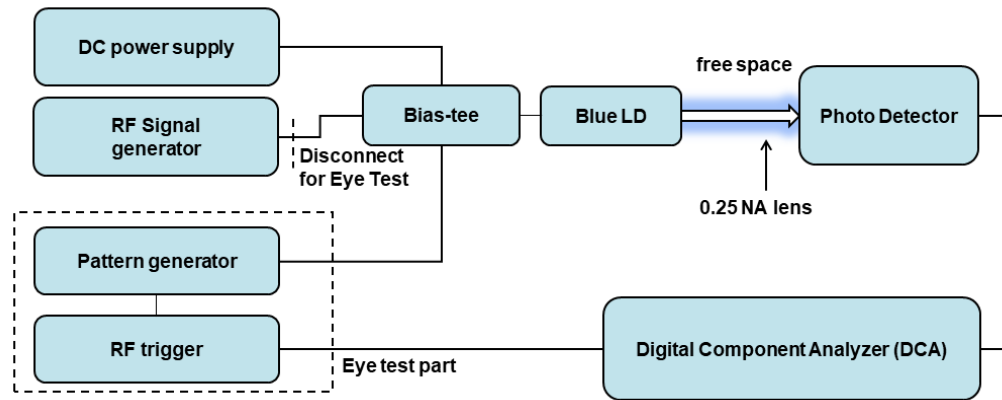 DC power supply
free space
RF Signal
generator
Bias-tee
Blue LD
Photo Detector
Disconnect
for Eye Test
0.25 NA lens
Pattern generator
RF trigger
Eye test part
Digital Component Analyzer (DCA)